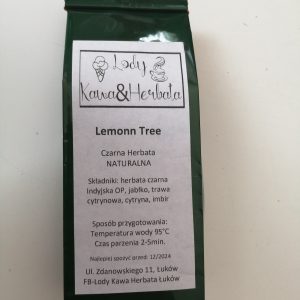 Lody
Kawa&Herbata
Lemonn Tree
Czarna Herbata
NATURALNA
Składniki: herbata czarna
Indyjska OP, jabłko, trawa
cytrynowa, cytryna, imbir
Sposób przygotowania:
Temperatura wody 95°C
Czas parzenia 2-5min.
Najlepiej spożyć przed: 12/2024
Ul. Zdanowskiego 11, Łuków
FB-Lody Kawa Herbata Łuków